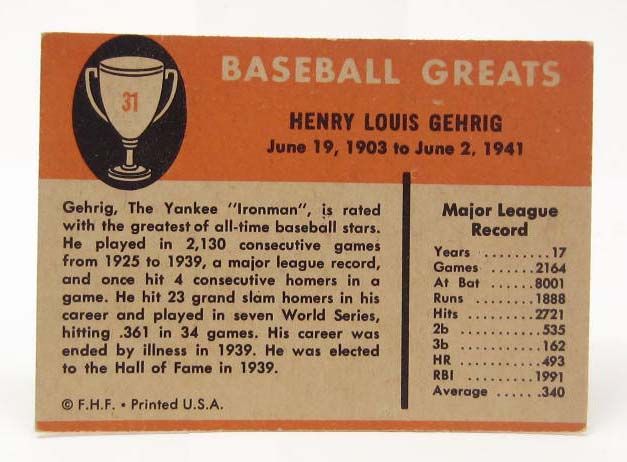 31
BASEBALL GREATS
HENRY LOUIS GEHRIG
June 19, 1903 to June 2, 1941
Gehrig, The Yankee "Ironman", is rated
with the greatest of all-time baseball stars.
He played in 2,130 consecutive games
from 1925 to 1939, a major league record,
and once hit 4 consecutive homers in a
game. He hit 23 grand slam homers in his
career and played in seven World Series,
hitting .361 in 34 games. His career was
ended by illness in 1939. He was elected
to the Hall of Fame in 1939.
© F.H.F. • Printed U.S.A.
Major League
Record
Years .........17
Games ........2164
At Bat ........8001
Runs .........1888
Hits ..........2721
2b ............535
3b ............162
HR ............493
RBI ..........1991
Average ......340